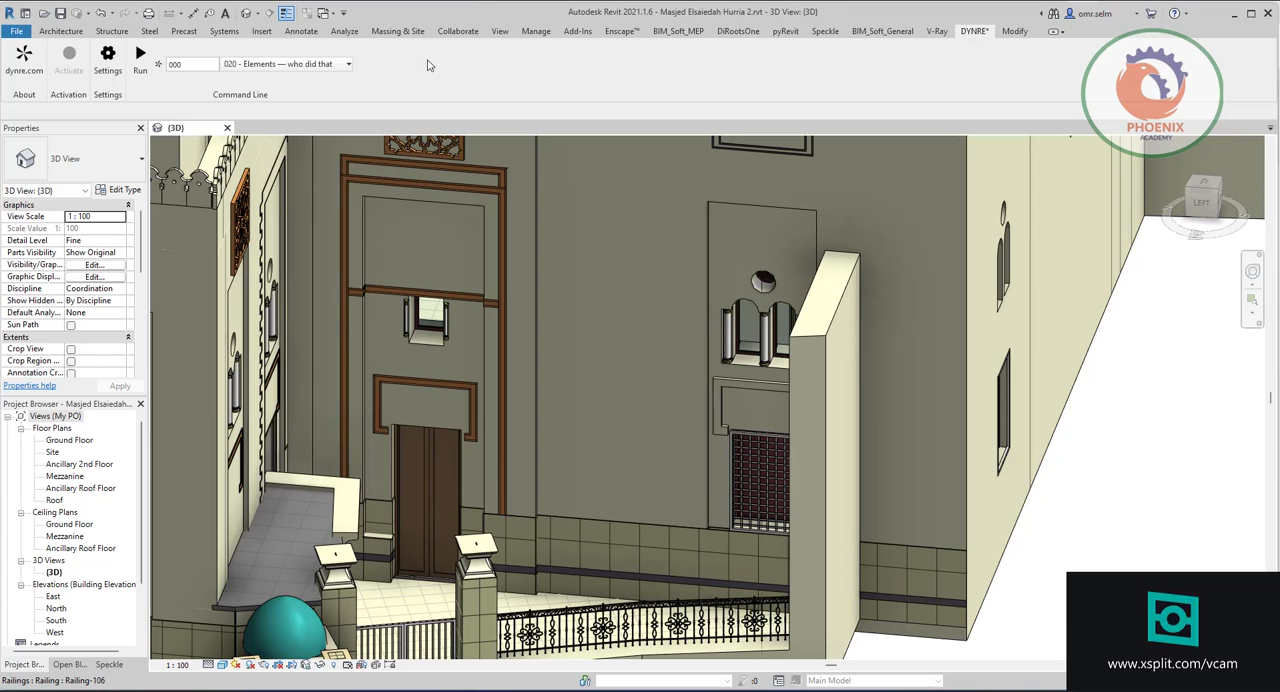 Autodesk Revit 2021.1.6 - Masjed Elsaiedah Hurria 2.rvt - 3D View: {3D}
omr.selm
File Architecture Structure Steel Precast Systems Insert Annotate Analyze Massing & Site Collaborate View Manage Add-Ins Enscape™ BIM_Soft_MEP DiRootsOne pyRevit Speckle BIM_Soft_General V-Ray DYNRE* Modify
dynre.com Activate Settings Run 000 020 - Elements — who did that
About Activation Settings Command Line
PHOENIX
ACADEMY
Properties
{3D}
3D View
3D View: {3D} Edit Type
Graphics
View Scale 1 : 100
Scale Value 1: 100
Detail Level Fine
Parts Visibility Show Original
Visibility/Grap... Edit...
Graphic Displ... Edit...
Discipline Coordination
Show Hidden ... By Discipline
Default Analy... None
Sun Path
Extents
Crop View
Crop Region ...
Annotation Cr...
Properties help Apply
LEFT
Project Browser - Masjed Elsaiedah...
Views (My PO)
Floor Plans
Ground Floor
Site
Ancillary 2nd Floor
Mezzanine
Ancillary Roof Floor
Roof
Ceiling Plans
Ground Floor
Mezzanine
Ancillary Roof Floor
3D Views
{3D}
Elevations (Building Elevation
East
North
South
West
Legends
Project Br... Open Bl... Speckle
1 : 100
Railings : Railing : Railing-106
:0 Main Model
www.xsplit.com/vcam